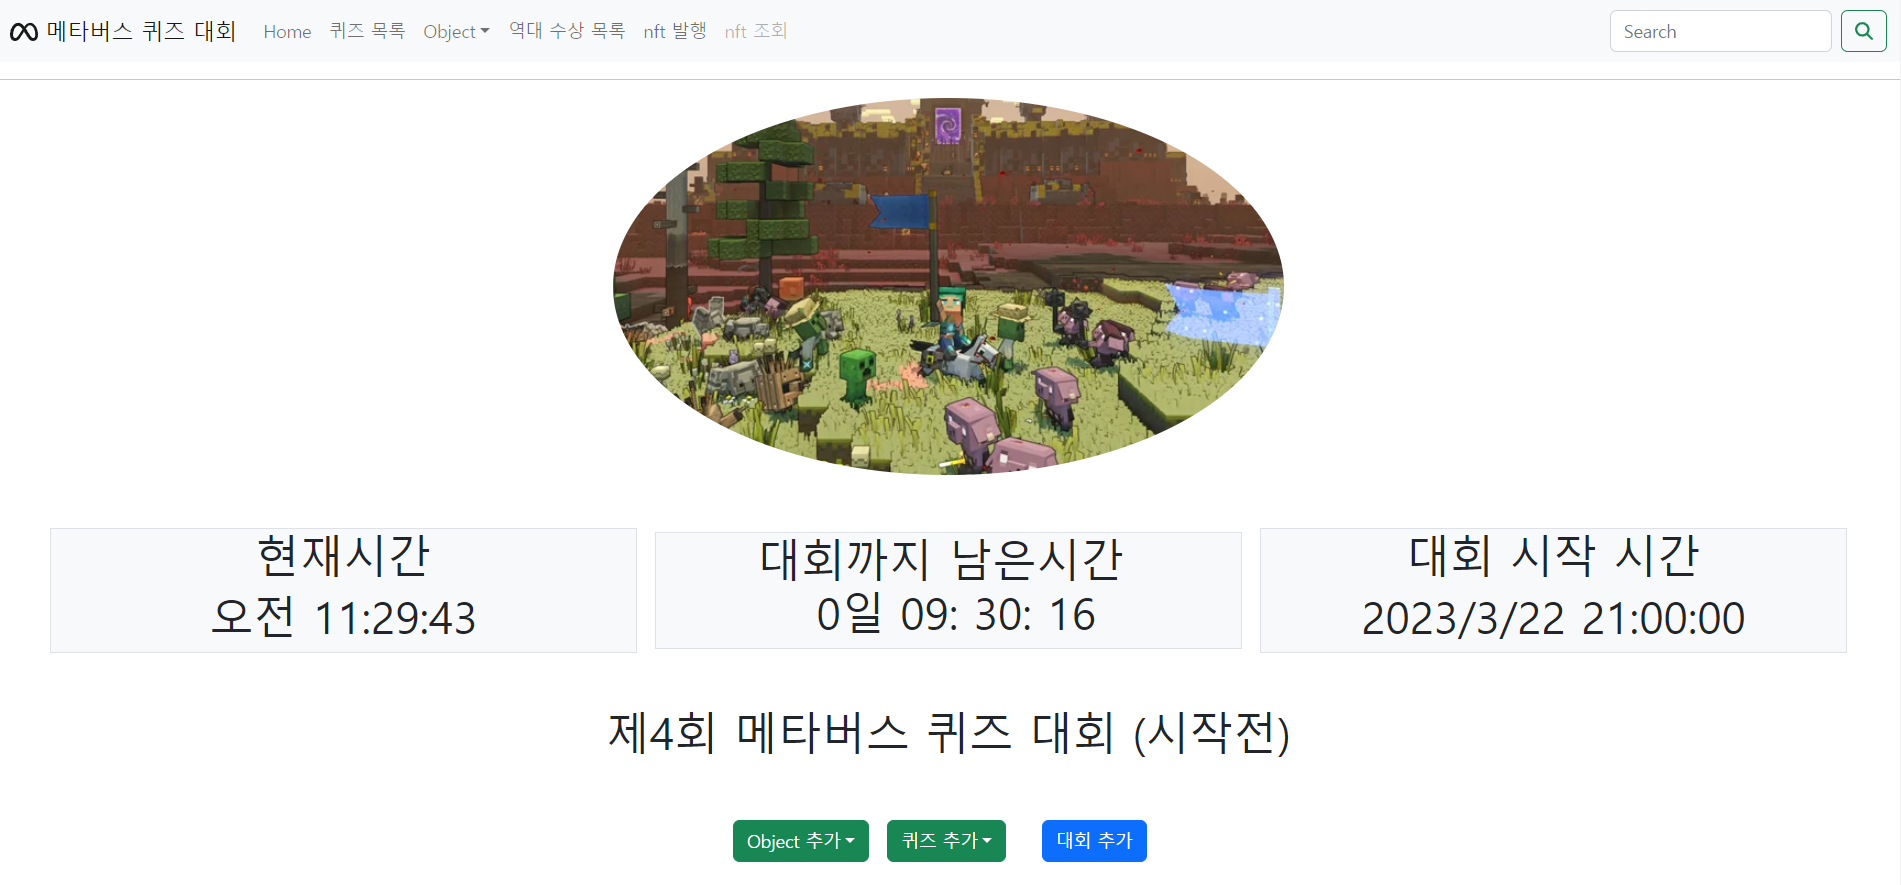 메타버스 퀴즈 대회 Home 퀴즈 목록 Object 역대 수상 목록 nft 발행 nft 조회 Search
현재시간
오전 11:29:43
대회까지 남은시간
0일 09: 30: 16
대회 시작 시간
2023/3/22 21:00:00
제4회 메타버스 퀴즈 대회 (시작전)
Object 추가 퀴즈 추가 대회 추가